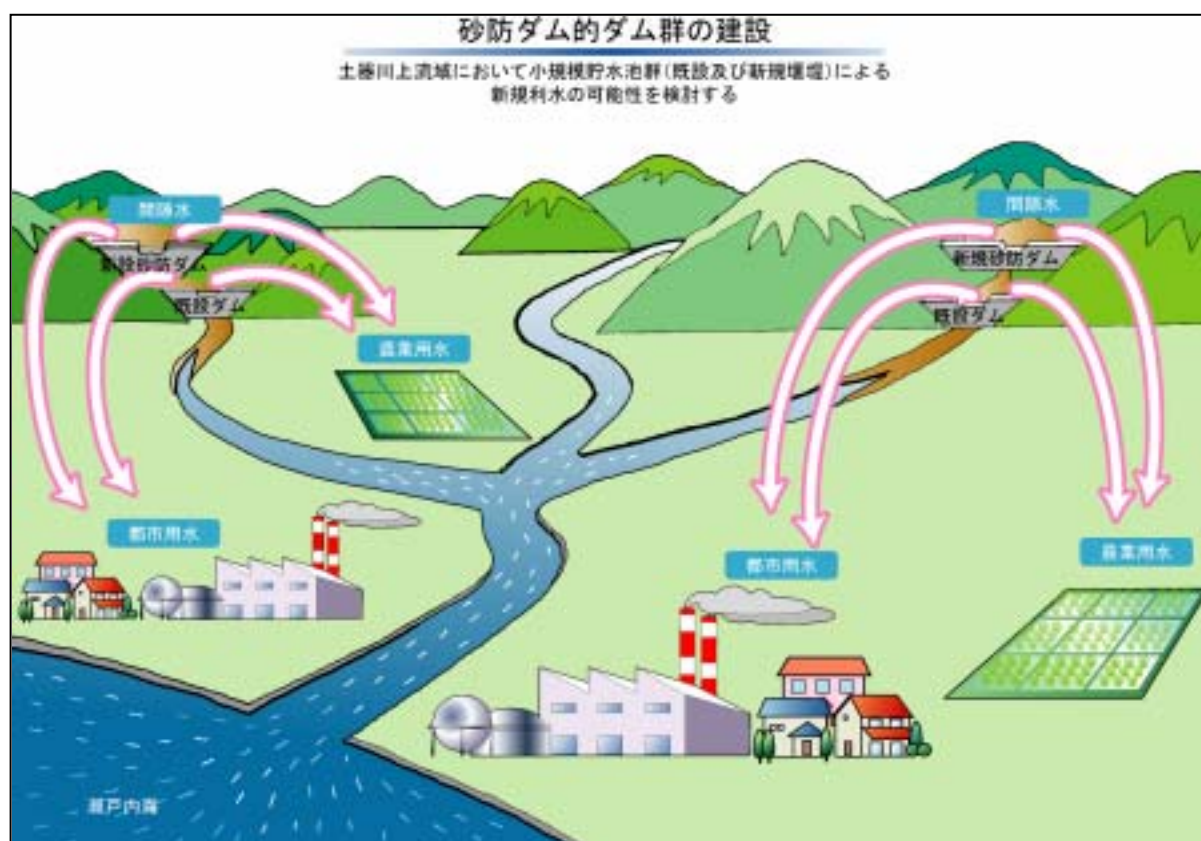 砂防ダム的ダム群の建設
土器川上流域において小規模貯水池群(既設及び新規堰堤)による
新規利水の可能性を検討する
間隙水
間隙水
新設砂防ダム
新規砂防ダム
既設ダム
既設ダム
農業用水
都市用水
都市用水
農業用水
瀬戸内海